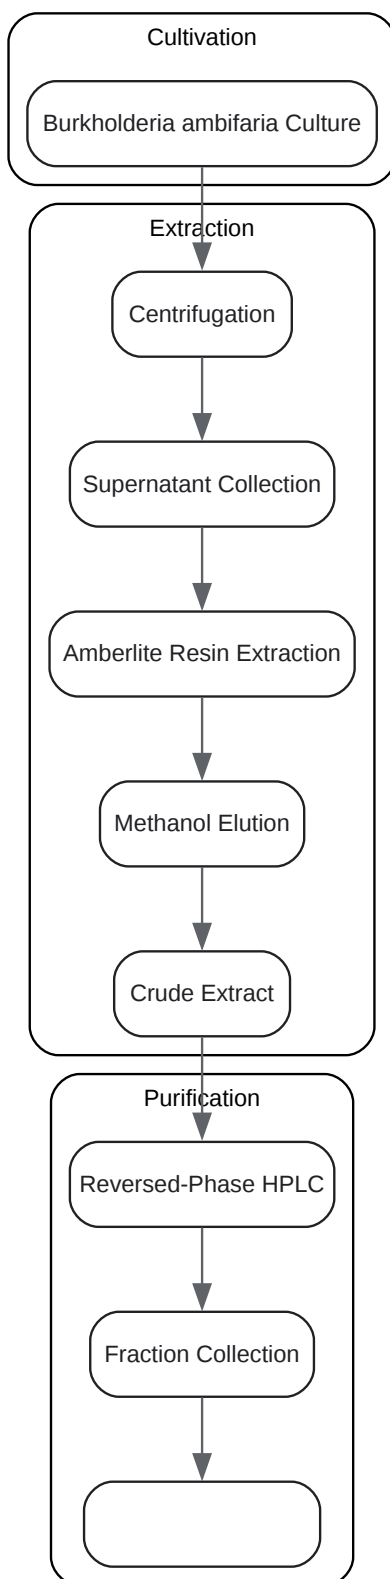 Cultivation
Burkholderia ambifaria Culture
Extraction
Centrifugation
Supernatant Collection
Amberlite Resin Extraction
Methanol Elution
Crude Extract
Purification
Reversed-Phase HPLC
Fraction Collection